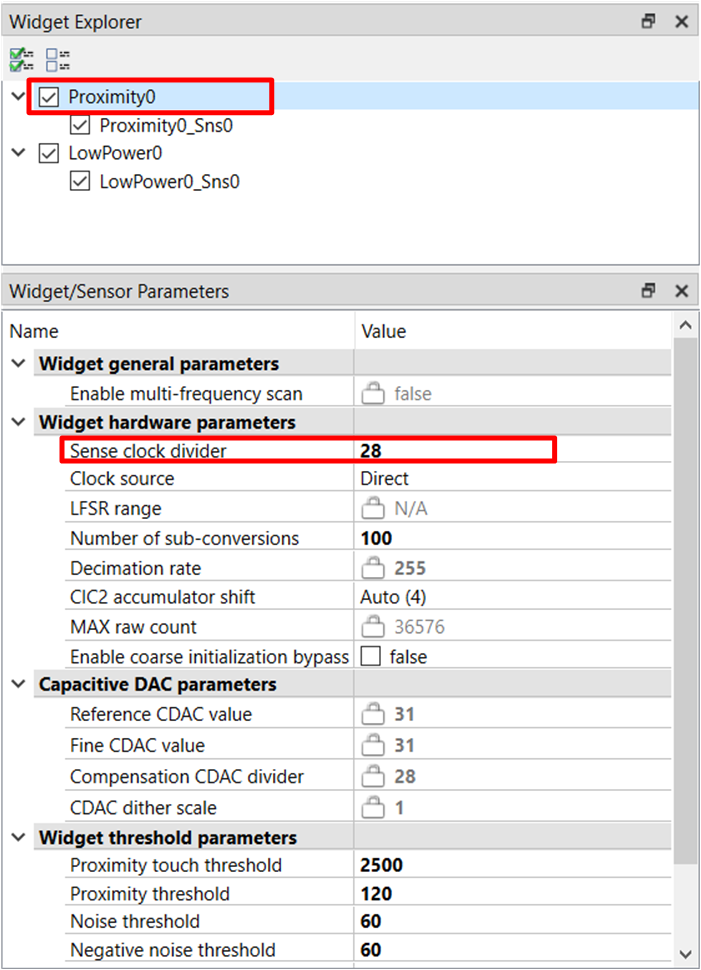 Widget Explorer
Proximity0
Proximity0_Sns0
LowPower0
LowPower0_Sns0
Widget/Sensor Parameters
Name Value
Widget general parameters
Enable multi-frequency scan false
Widget hardware parameters
Sense clock divider 28
Clock source Direct
LFSR range N/A
Number of sub-conversions 100
Decimation rate 255
CIC2 accumulator shift Auto (4)
MAX raw count 36576
Enable coarse initialization bypass false
Capacitive DAC parameters
Reference CDAC value 31
Fine CDAC value 31
Compensation CDAC divider 28
CDAC dither scale 1
Widget threshold parameters
Proximity touch threshold 2500
Proximity threshold 120
Noise threshold 60
Negative noise threshold 60